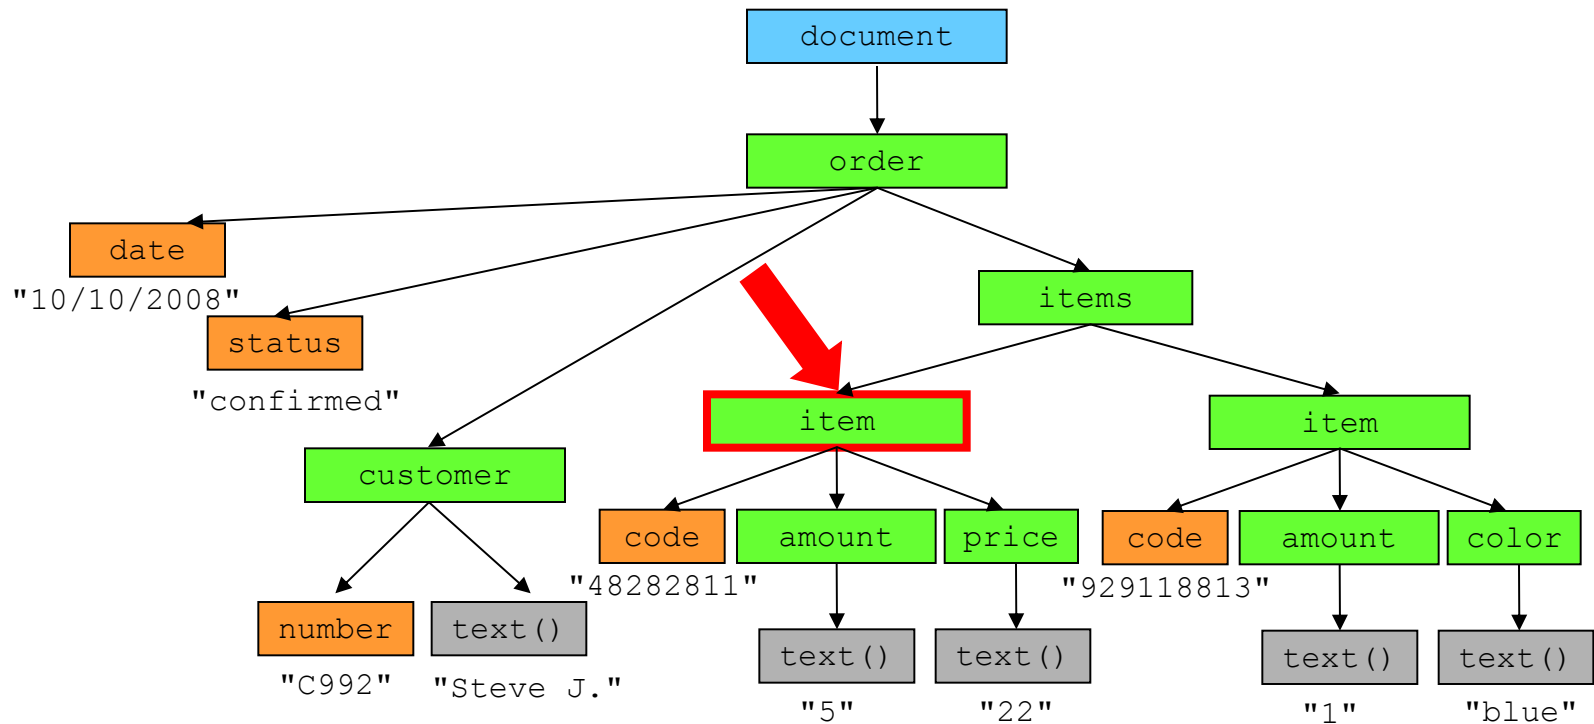 document
order
date
"10/10/2008"
items
status
"confirmed"
item
item
customer
code
amount
price
code
amount
color
"48282811"
"929118813"
number
text()
text()
text()
text()
text()
"C992"
"Steve J."
"5"
"22"
"1"
"blue"